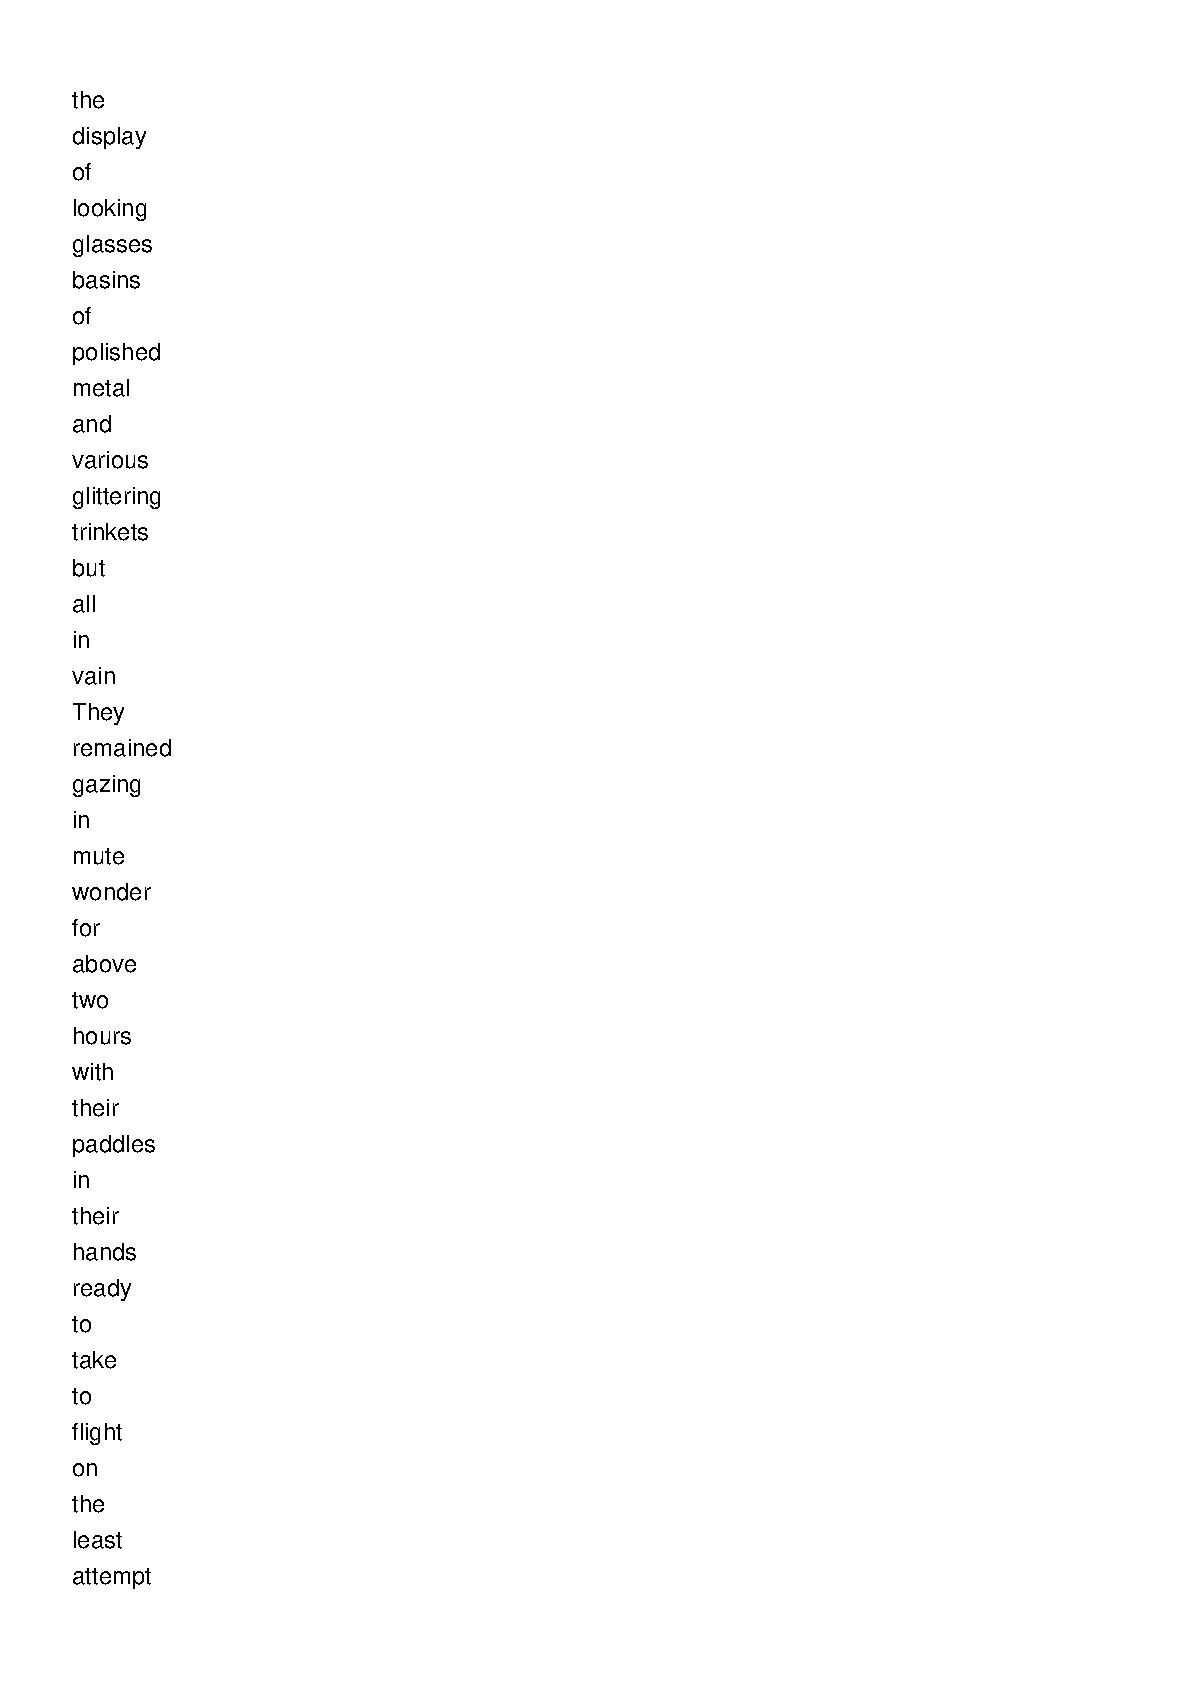 the
display
of
looking
glasses
basins
of
polished
metal
and
various
glittering
trinkets
but
all
in
vain
They
remained
gazing
in
mute
wonder
for
above
two
hours
with
their
paddles
in
their
hands
ready
to
take
to
flight
on
the
least
attempt